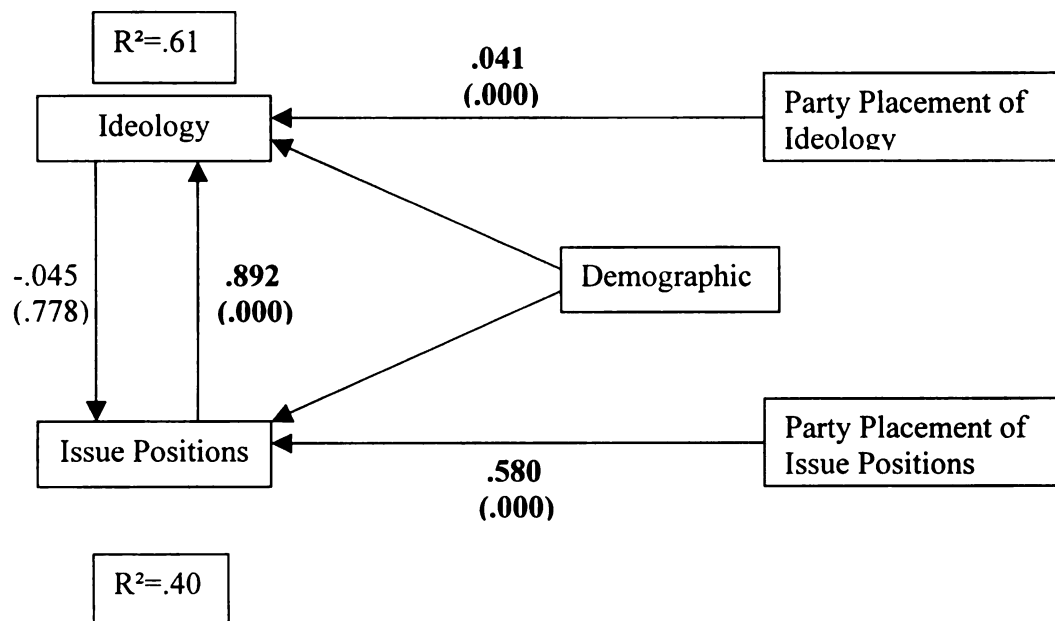 R²=.61
.041
(.000)
Party Placement of
Ideology
Ideology
-.045
(.778)
.892
(.000)
Demographic
Issue Positions
Party Placement of
Issue Positions
.580
(.000)
R²=.40